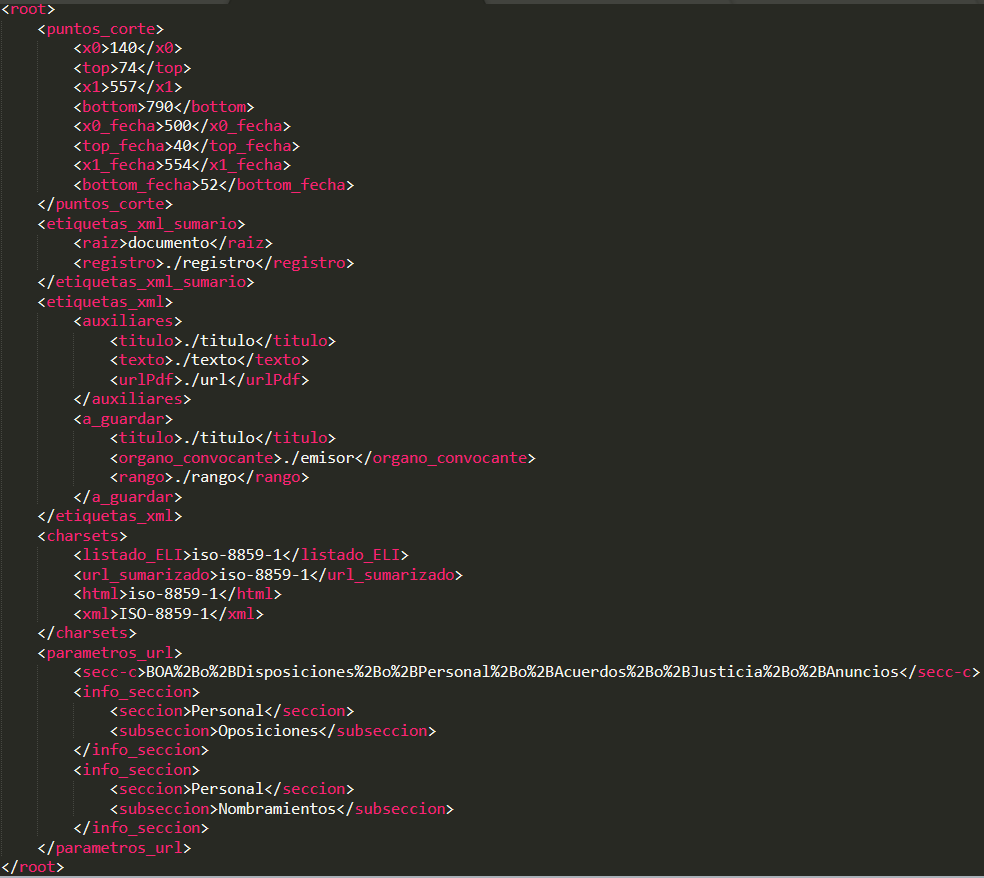 <root>
    <puntos_corte>
        <x0>140</x0>
        <top>74</top>
        <x1>557</x1>
        <bottom>790</bottom>
        <x0_fecha>500</x0_fecha>
        <top_fecha>40</top_fecha>
        <x1_fecha>554</x1_fecha>
        <bottom_fecha>52</bottom_fecha>
    </puntos_corte>
    <etiquetas_xml_sumario>
        <raiz>documento</raiz>
        <registro>./registro</registro>
    </etiquetas_xml_sumario>
    <etiquetas_xml>
        <auxiliares>
            <titulo>./titulo</titulo>
            <texto>./texto</texto>
            <urlPdf>./url</urlPdf>
        </auxiliares>
        <a_guardar>
            <titulo>./titulo</titulo>
            <organo_convocante>./emisor</organo_convocante>
            <rango>./rango</rango>
        </a_guardar>
    </etiquetas_xml>
    <charsets>
        <listado_ELI>iso-8859-1</listado_ELI>
        <url_sumarizado>iso-8859-1</url_sumarizado>
        <html>iso-8859-1</html>
        <xml>ISO-8859-1</xml>
    </charsets>
    <parametros_url>
        <secc-c>BOA%2Bo%2BDisposiciones%2Bo%2BPersonal%2Bo%2BAcuerdos%2Bo%2BJusticia%2Bo%2BAnuncios</secc-c>
        <info_seccion>
            <seccion>Personal</seccion>
            <subseccion>Oposiciones</subseccion>
        </info_seccion>
        <info_seccion>
            <seccion>Personal</seccion>
            <subseccion>Nombramientos</subseccion>
        </info_seccion>
    </parametros_url>
</root>